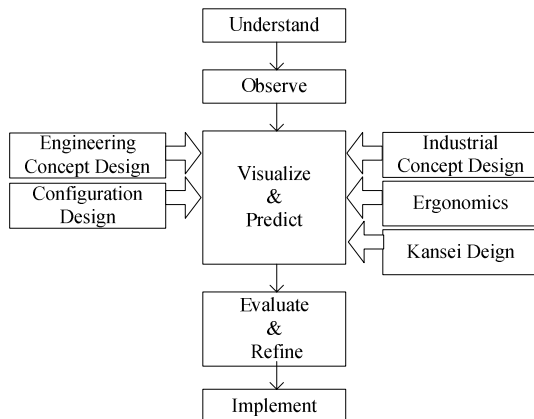 Understand
Observe
Engineering
Concept Design
Configuration
Design
Visualize
&
Predict
Industrial
Concept Design
Ergonomics
Kansei Deign
Evaluate
&
Refine
Implement